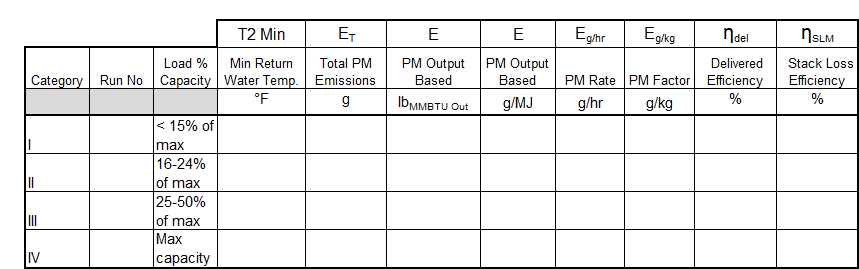 T2 Min E_T E E E_g/hr E_g/kg η_del η_SLM
Category Run No Load % Capacity Min Return Water Temp. Total PM Emissions PM Output Based PM Output Based PM Rate PM Factor Delivered Efficiency Stack Loss Efficiency
°F g lb_MMBTU Out g/MJ g/hr g/kg % %
I < 15% of max
II 16-24% of max
III 25-50% of max
IV Max capacity